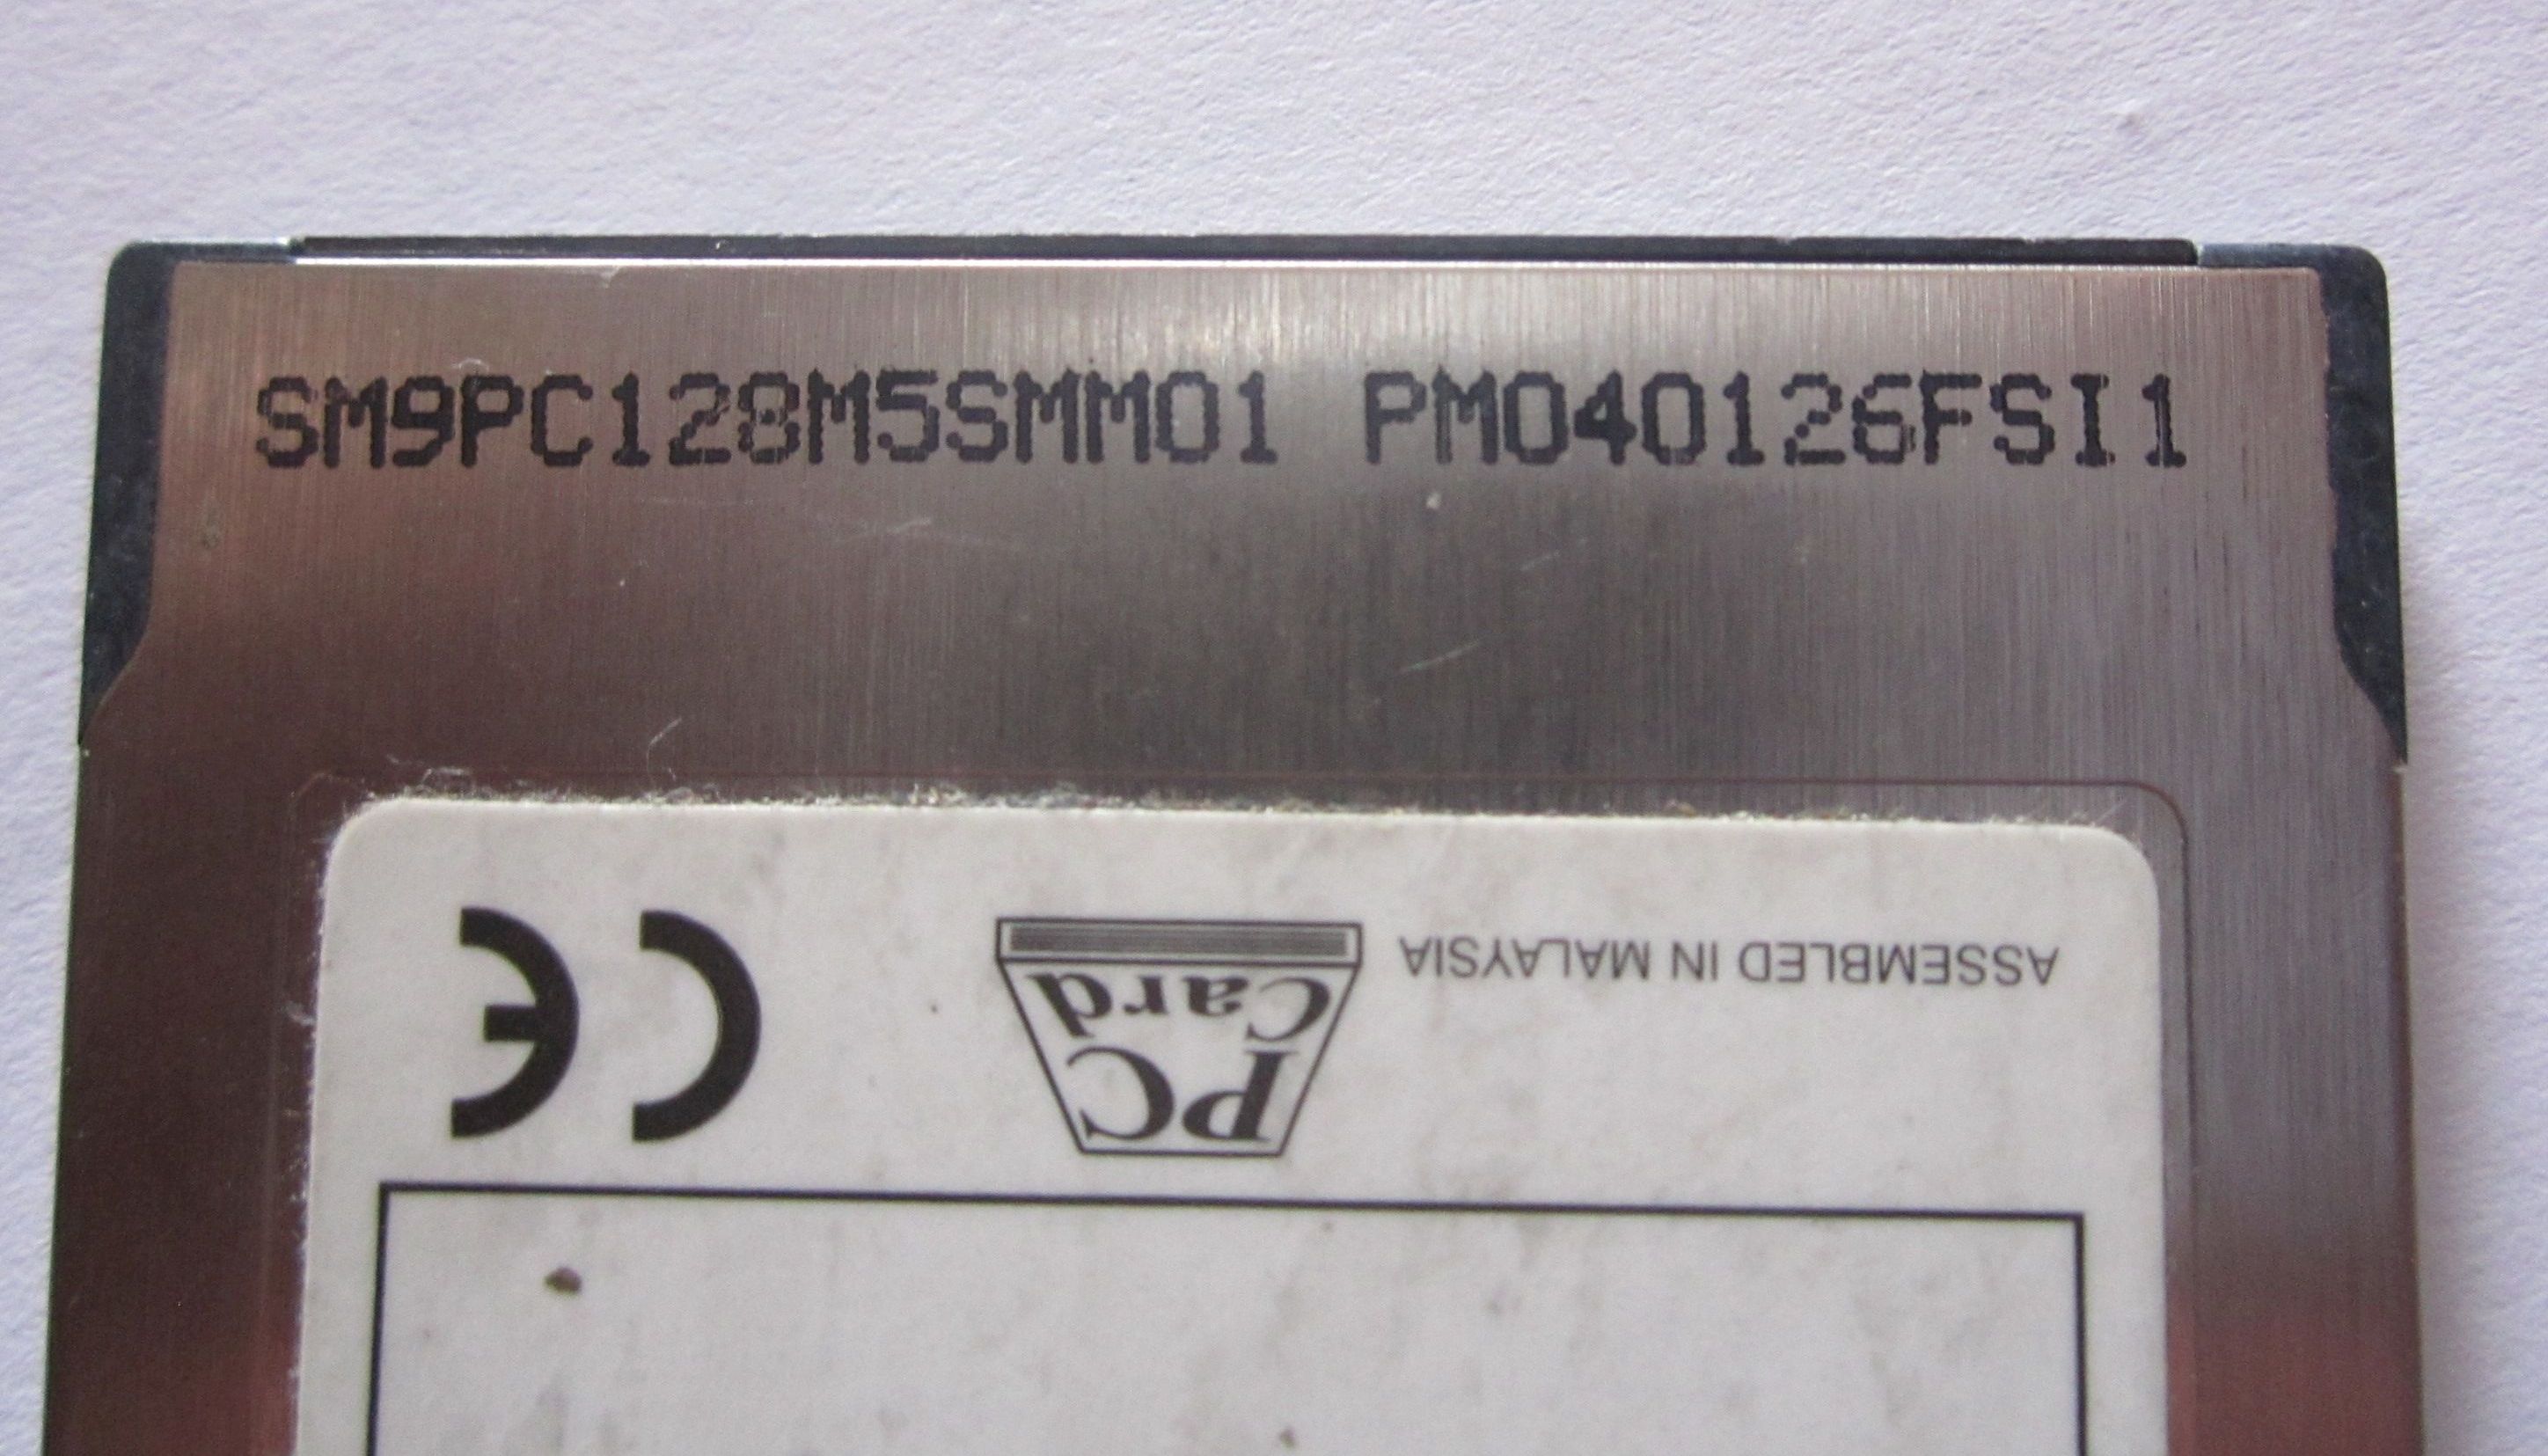 SM9PC128M5SMM01 PM040126FSI1
ASSEMBLED IN MALAYSIA
PC
Card
CE